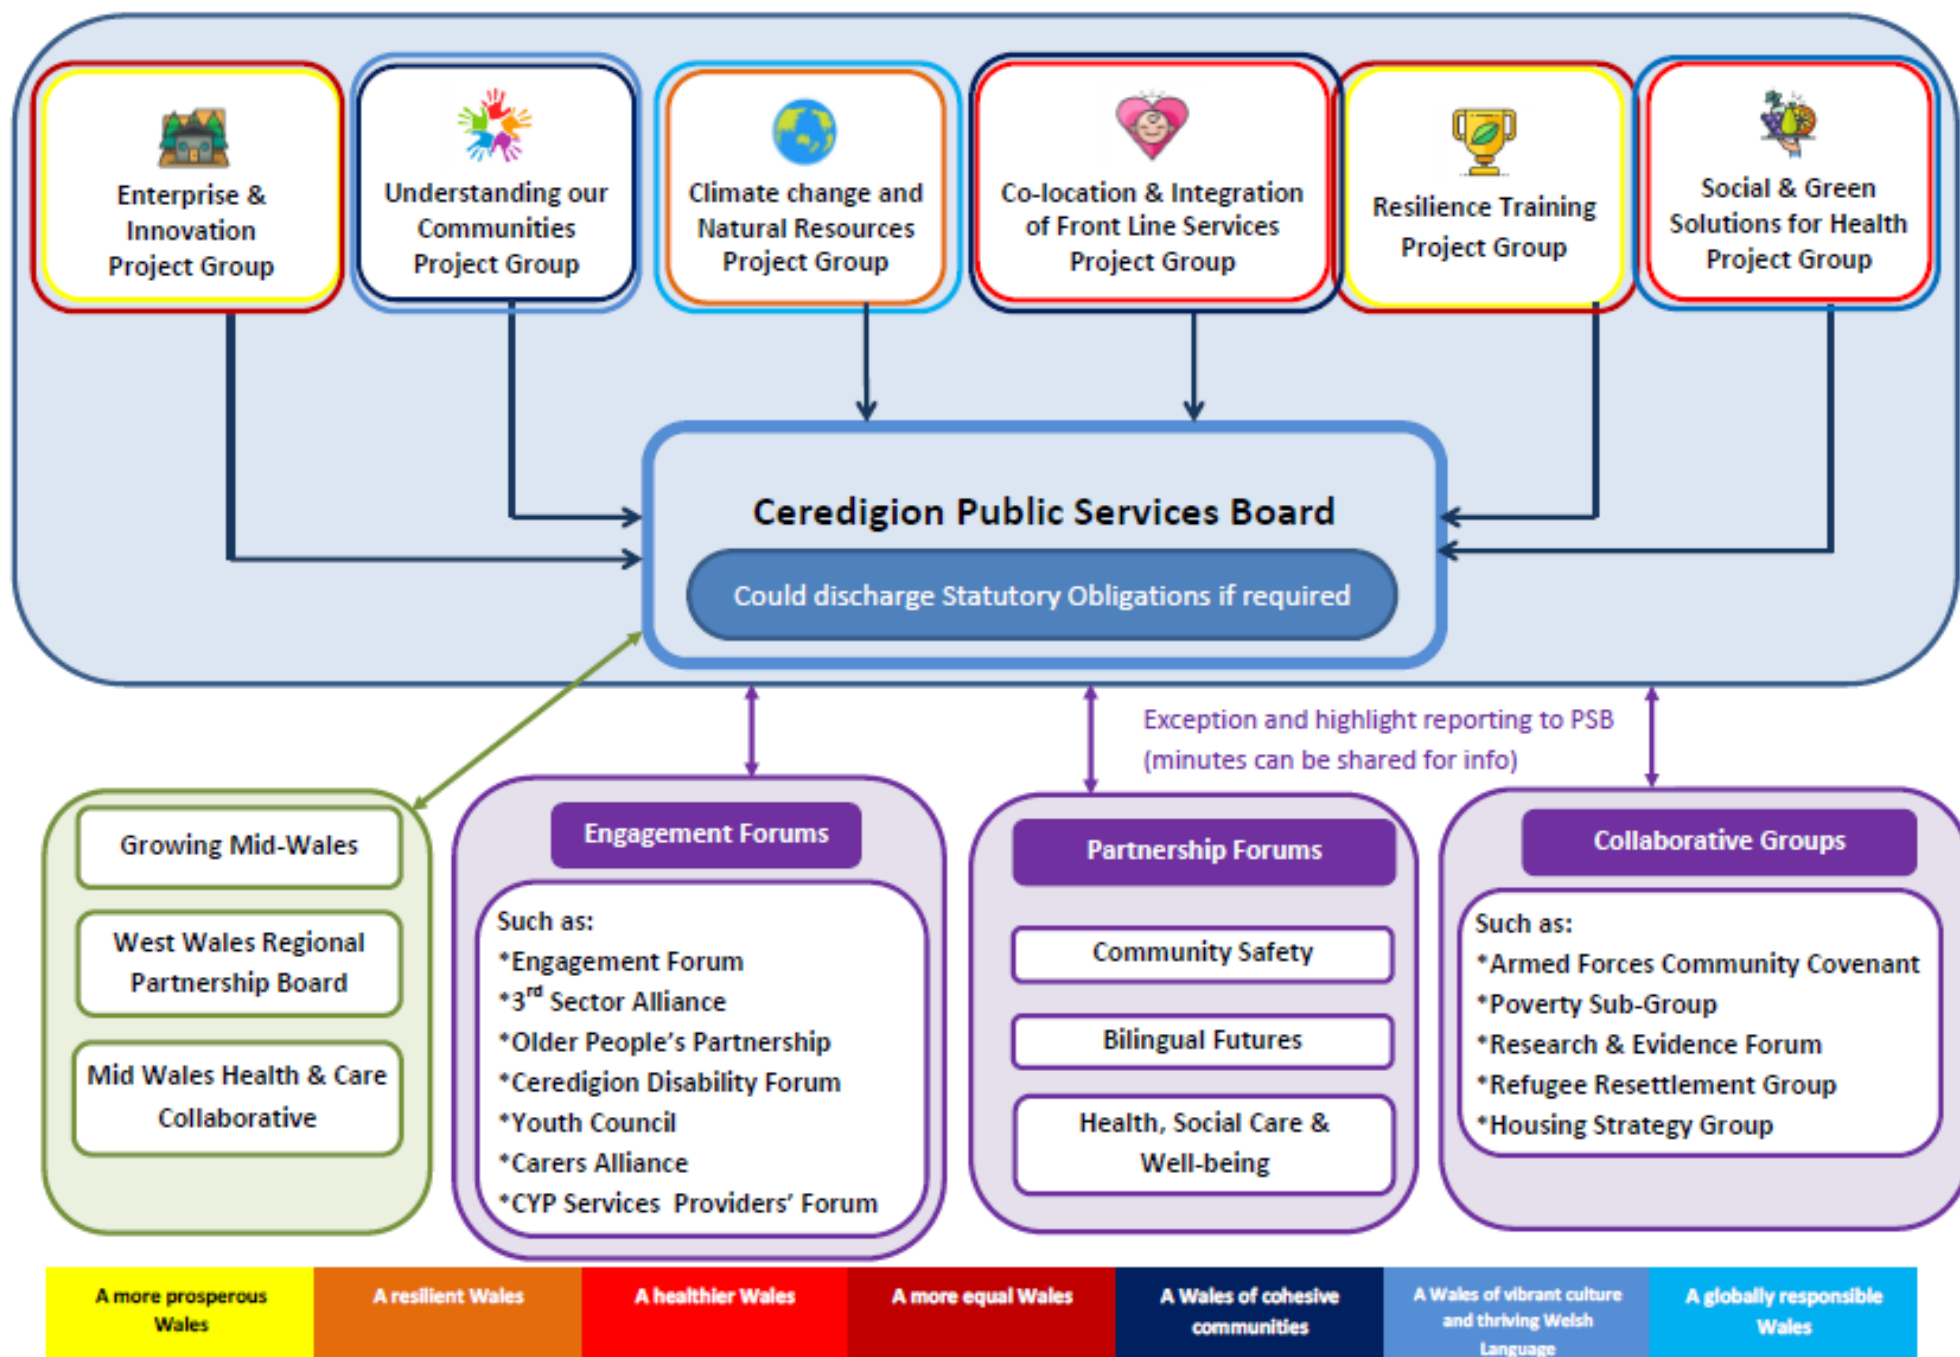 Enterprise &
Innovation
Project Group
Understanding our
Communities
Project Group
Climate change and
Natural Resources
Project Group
Co-location & Integration
of Front Line Services
Project Group
Resilience Training
Project Group
Social & Green
Solutions for Health
Project Group
Ceredigion Public Services Board
Could discharge Statutory Obligations if required
Exception and highlight reporting to PSB
(minutes can be shared for info)
Growing Mid-Wales
West Wales Regional
Partnership Board
Mid Wales Health & Care
Collaborative
Engagement Forums
Such as:
*Engagement Forum
*3rd Sector Alliance
*Older People's Partnership
*Ceredigion Disability Forum
*Youth Council
*Carers Alliance
*CYP Services Providers' Forum
Partnership Forums
Community Safety
Bilingual Futures
Health, Social Care &
Well-being
Collaborative Groups
Such as:
*Armed Forces Community Covenant
*Poverty Sub-Group
*Research & Evidence Forum
*Refugee Resettlement Group
*Housing Strategy Group
A more prosperous
Wales
A resilient Wales
A healthier Wales
A more equal Wales
A Wales of cohesive
communities
A Wales of vibrant culture
and thriving Welsh
Language
A globally responsible
Wales